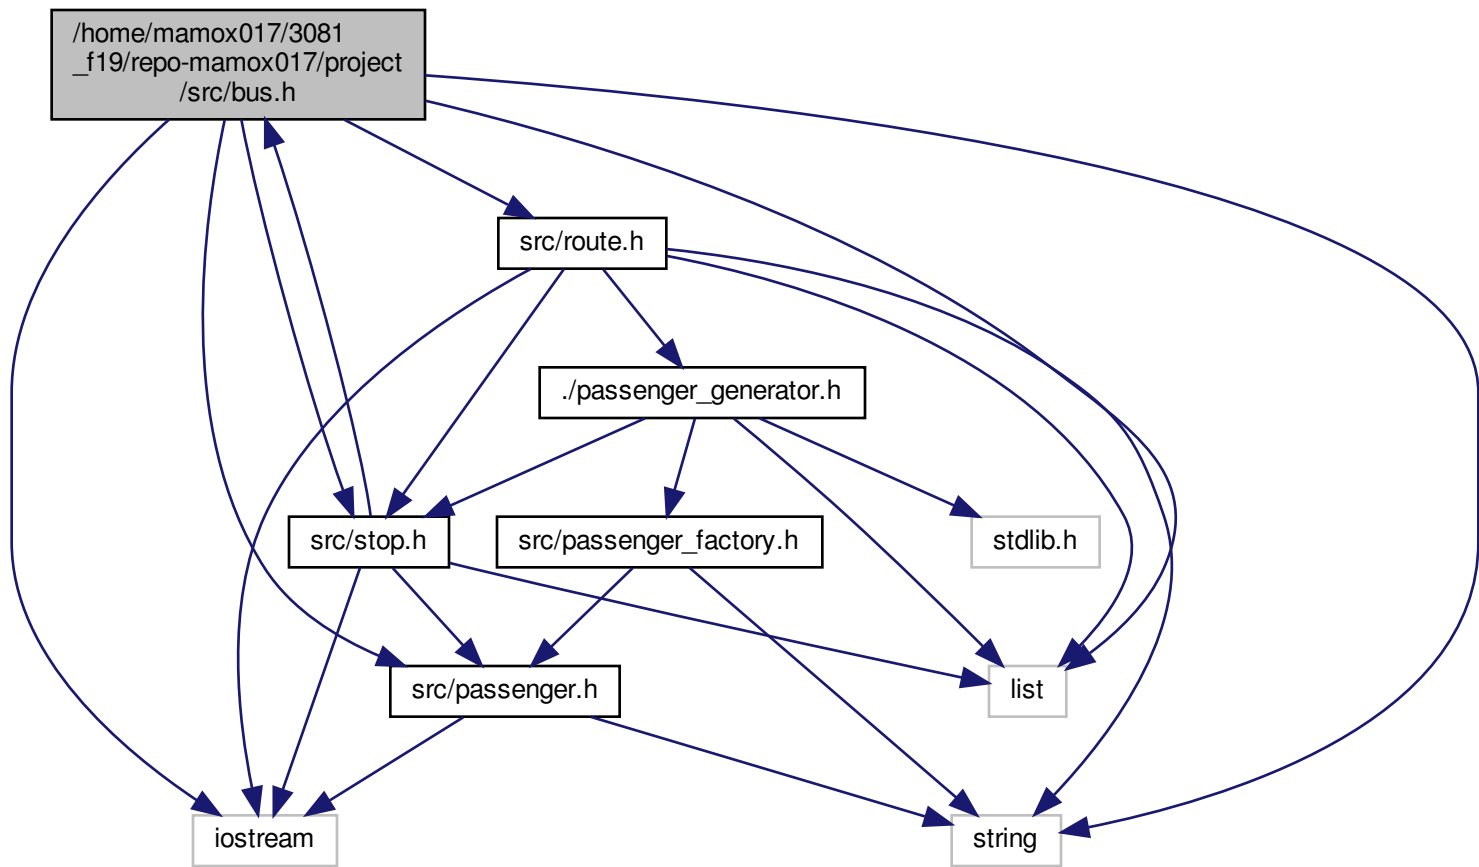 /home/mamox017/3081
_f19/repo-mamox017/project
/src/bus.h
src/route.h
./passenger_generator.h
src/stop.h
src/passenger_factory.h
stdlib.h
src/passenger.h
list
iostream
string